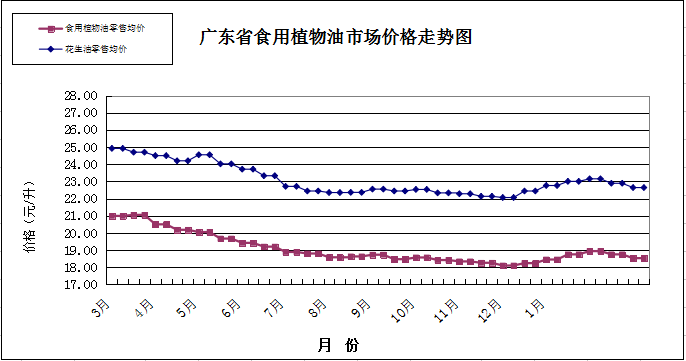 食用植物油零售均价
花生油零售均价
广东省食用植物油市场价格走势图
价格（元/升）
28.00
27.00
26.00
25.00
24.00
23.00
22.00
21.00
20.00
19.00
18.00
17.00
3月
4月
5月
6月
7月
8月
9月
10月
11月
12月
1月
月 份